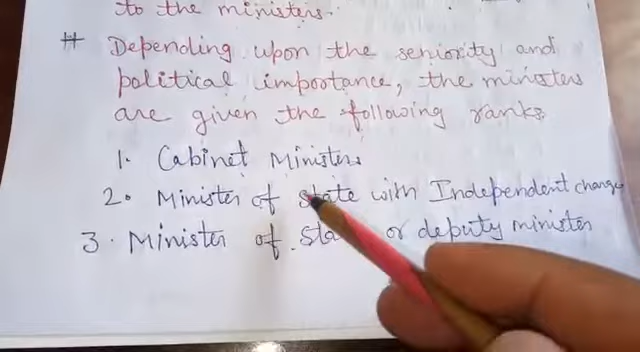 to the ministers.
# Depending upon the seniority and
political importance, the ministers
are given the following ranks
1. Cabinet Ministers
2. Minister of state with Independent charge
3. Minister of Sta or deputy minister